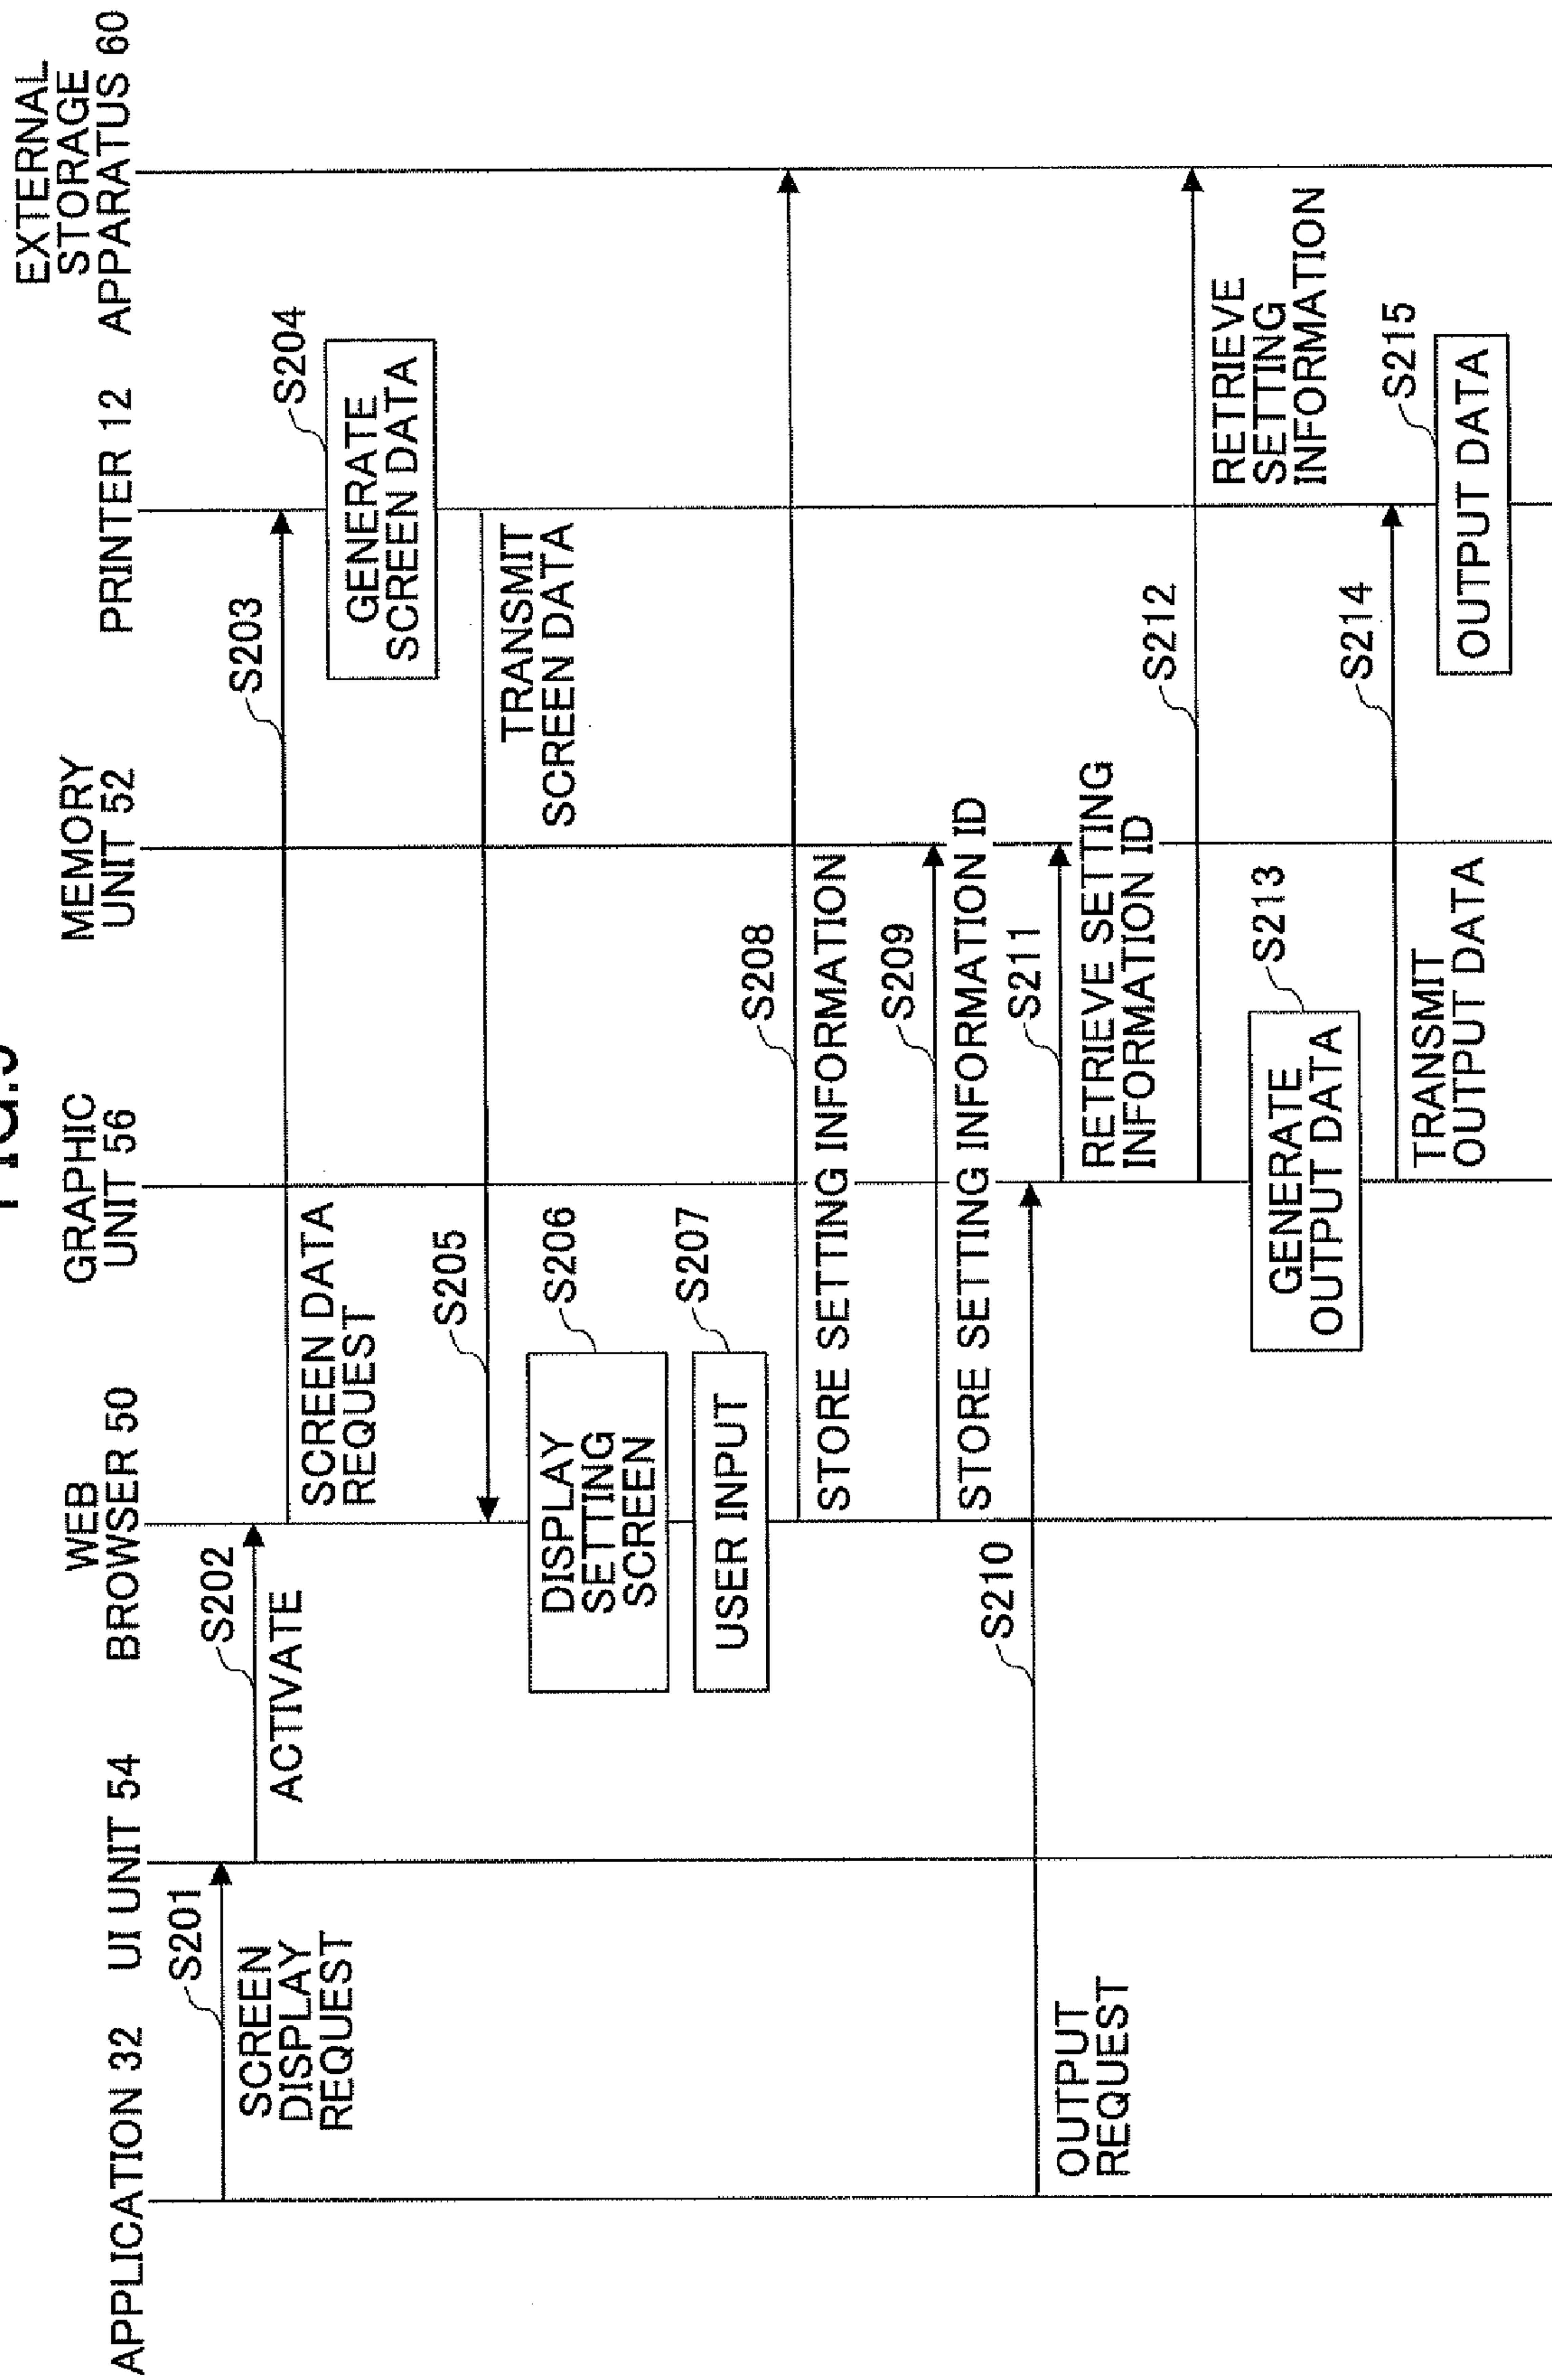 APPLICATION 32
UI UNIT 54
WEB
BROWSER 50
GRAPHIC
UNIT 56
MEMORY
UNIT 52
PRINTER 12
EXTERNAL
STORAGE
APPARATUS 60
S201
SCREEN
DISPLAY
REQUEST
S202
ACTIVATE
S203
SCREEN DATA
REQUEST
S204
GENERATE
SCREEN DATA
S205
TRANSMIT
SCREEN DATA
S206
DISPLAY
SETTING
SCREEN
S207
USER INPUT
S208
STORE SETTING INFORMATION
S209
STORE SETTING INFORMATION ID
S210
OUTPUT
REQUEST
S211
RETRIEVE SETTING
INFORMATION ID
S212
RETRIEVE
SETTING
INFORMATION
S213
GENERATE
OUTPUT DATA
S214
TRANSMIT
OUTPUT DATA
S215
OUTPUT DATA